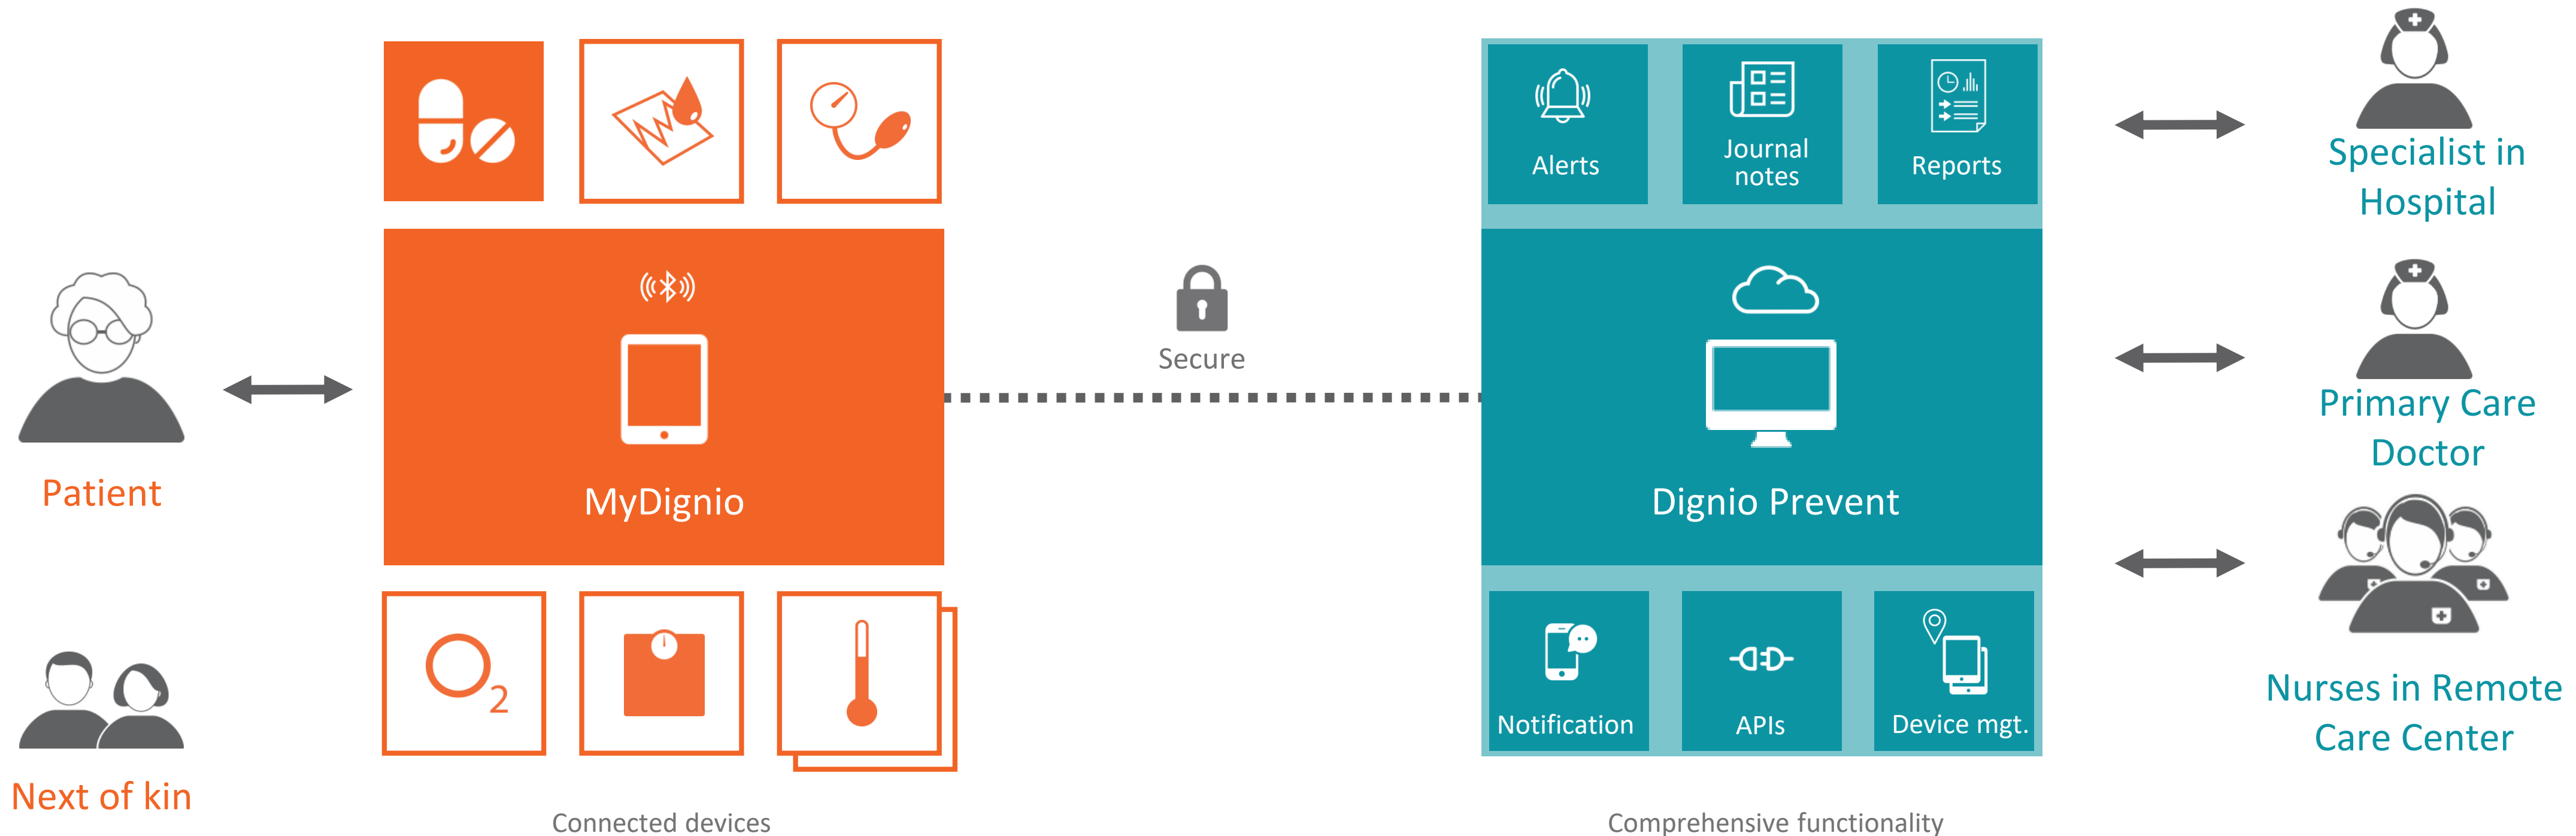 Patient
Next of kin
MyDignio
O2
Connected devices
Secure
Alerts
Journal
notes
Reports
Dignio Prevent
Notification
APIs
Device mgt.
Comprehensive functionality
Specialist in
Hospital
Primary Care
Doctor
Nurses in Remote
Care Center